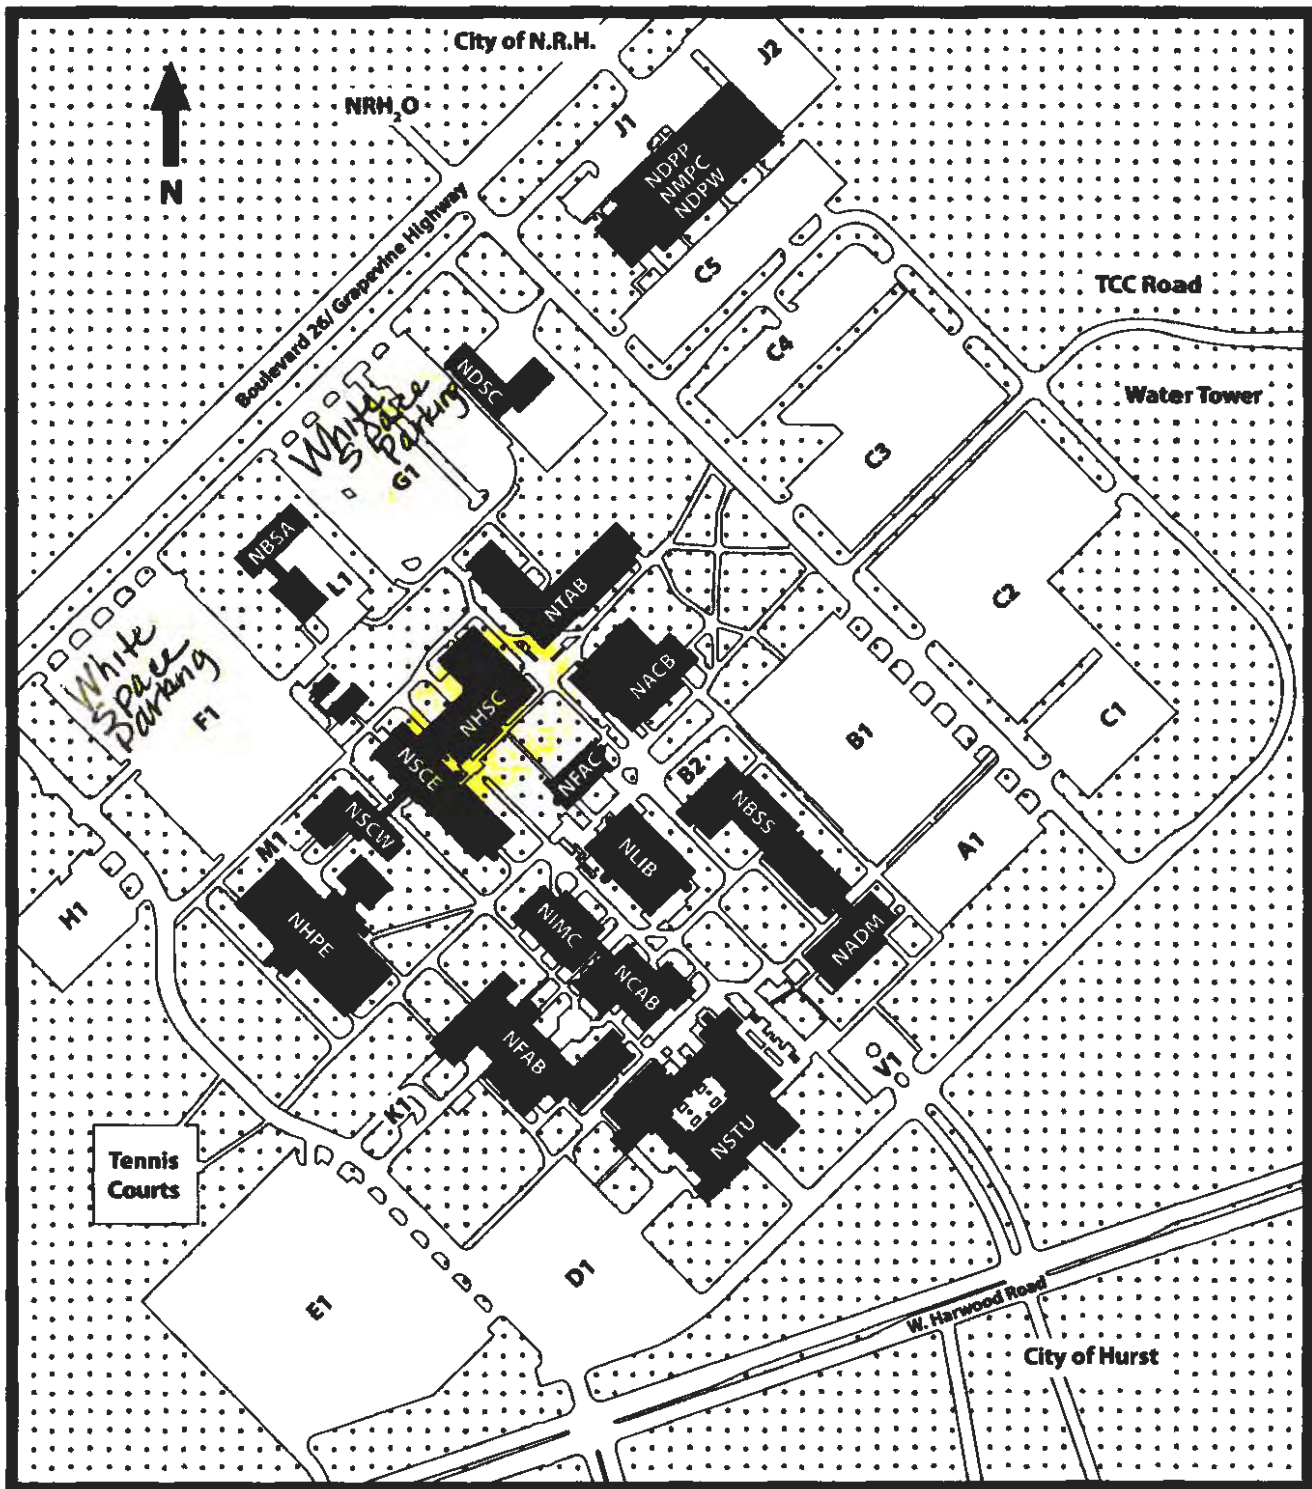 City of N.R.H.
J2
NRH₂O
J1
N
NDPP
NMPC
NDPW
Boulevard 26/ Grapevine Highway
C5
TCC Road
C4
NDSC
Water Tower
White
Space
Parking
G1
C3
NBSA
L1
NTAB
C2
White
Space
Parking
F1
NACB
NHSC
C1
B1
NSCE
NFAC
B2
NBSS
NSCW
M1
NLIB
A1
H1
NHPE
NIMC
NADM
NCAB
NFAB
V1
K1
NSTU
Tennis
Courts
D1
E1
W. Harwood Road
City of Hurst